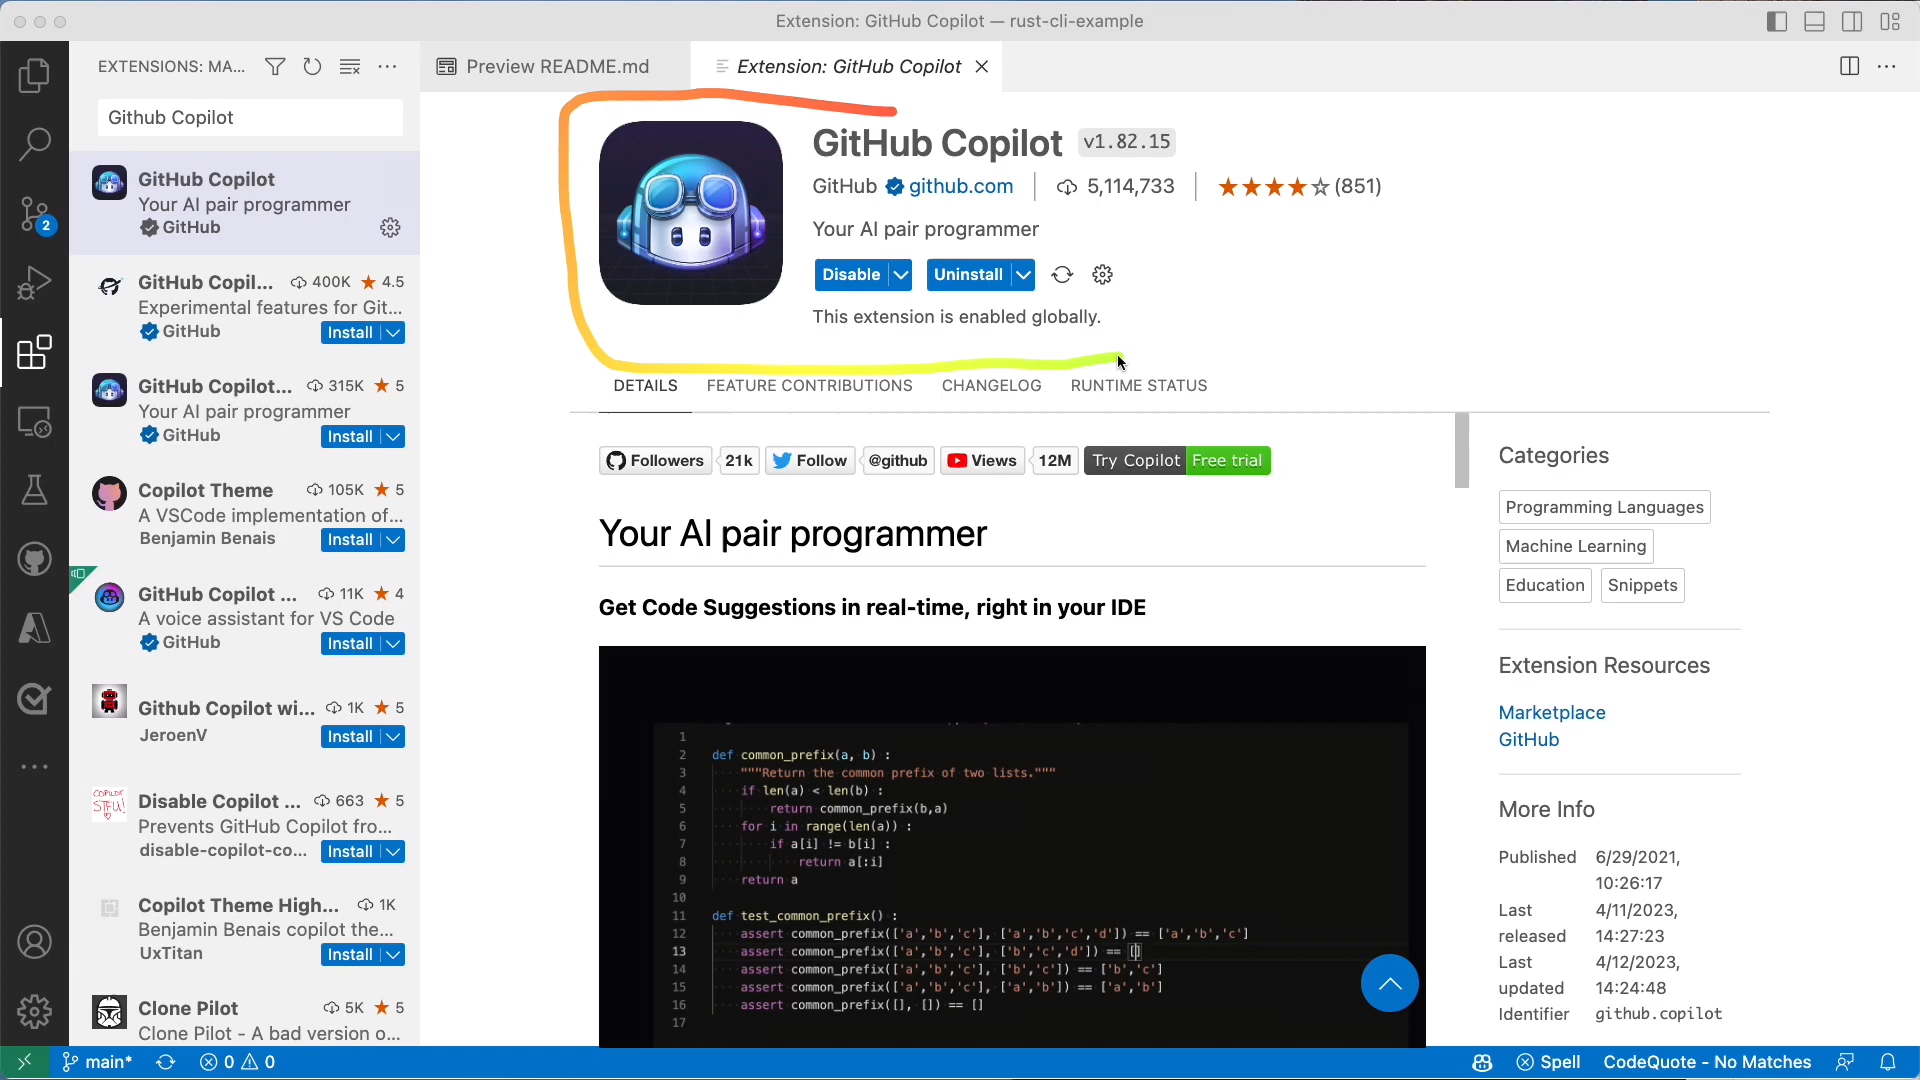 Extension: GitHub Copilot — rust-cli-example
EXTENSIONS: MA...
Preview README.md
Extension: GitHub Copilot
Github Copilot
GitHub Copilot
Your AI pair programmer
GitHub
2
GitHub Copil... 400K 4.5
Experimental features for Git...
GitHub
Install
GitHub Copilot... 315K 5
Your AI pair programmer
GitHub
Install
Copilot Theme 105K 5
A VSCode implementation of...
Benjamin Benais
Install
GitHub Copilot ... 11K 4
A voice assistant for VS Code
GitHub
Install
Github Copilot wi... 1K 5
JeroenV
Install
COPILOT
STFU!
Disable Copilot ... 663 5
Prevents GitHub Copilot fro...
disable-copilot-co...
Install
Copilot Theme High... 1K
Benjamin Benais copilot the...
UxTitan
Install
Clone Pilot 5K 5
Clone Pilot - A bad version o...
GitHub Copilot v1.82.15
GitHub github.com 5,114,733 (851)
Your AI pair programmer
Disable Uninstall
This extension is enabled globally.
DETAILS FEATURE CONTRIBUTIONS CHANGELOG RUNTIME STATUS
Followers 21k Follow @github Views 12M Try Copilot Free trial
Your AI pair programmer
Get Code Suggestions in real-time, right in your IDE
1
2 def common_prefix(a, b) :
3 """Return the common prefix of two lists."""
4 if len(a) < len(b) :
5 return common_prefix(b,a)
6 for i in range(len(a)) :
7 if a[i] != b[i] :
8 return a[:i]
9 return a
10
11 def test_common_prefix() :
12 assert common_prefix(['a','b','c'], ['a','b','c','d']) == ['a','b','c']
13 assert common_prefix(['a','b','c'], ['b','c','d']) == []
14 assert common_prefix(['a','b','c'], ['b','c']) == ['b','c']
15 assert common_prefix(['a','b','c'], ['a','b']) == ['a','b']
16 assert common_prefix([], []) == []
17
Categories
Programming Languages
Machine Learning
Education Snippets
Extension Resources
Marketplace
GitHub
More Info
Published 6/29/2021,
10:26:17
Last 4/11/2023,
released 14:27:23
Last 4/12/2023,
updated 14:24:48
Identifier github.copilot
main* 0 0
Spell CodeQuote - No Matches